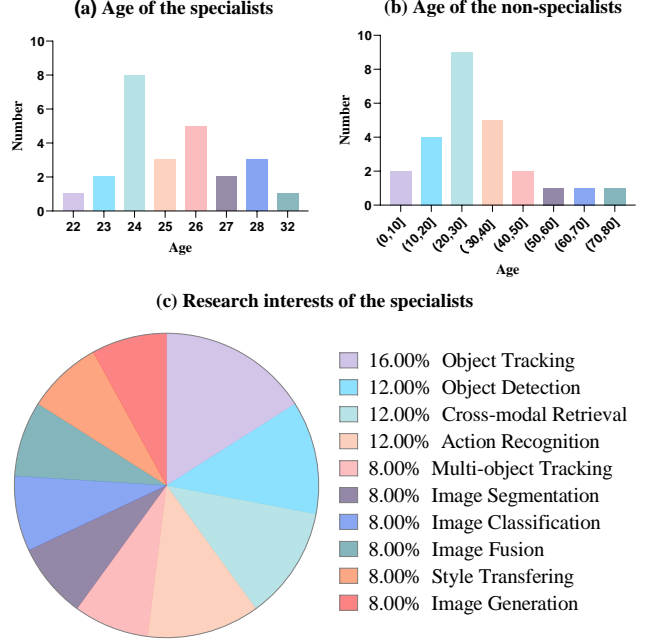 (a) Age of the specialists
Number
10
8
6
4
2
0
22 23 24 25 26 27 28 32
Age
(b) Age of the non-specialists
Number
10
8
6
4
2
0
(0,10] (10,20] (20,30] (30,40] (40,50] (50,60] (60,70] (70,80]
Age
(c) Research interests of the specialists
16.00% Object Tracking
12.00% Object Detection
12.00% Cross-modal Retrieval
12.00% Action Recognition
8.00% Multi-object Tracking
8.00% Image Segmentation
8.00% Image Classification
8.00% Image Fusion
8.00% Style Transfering
8.00% Image Generation